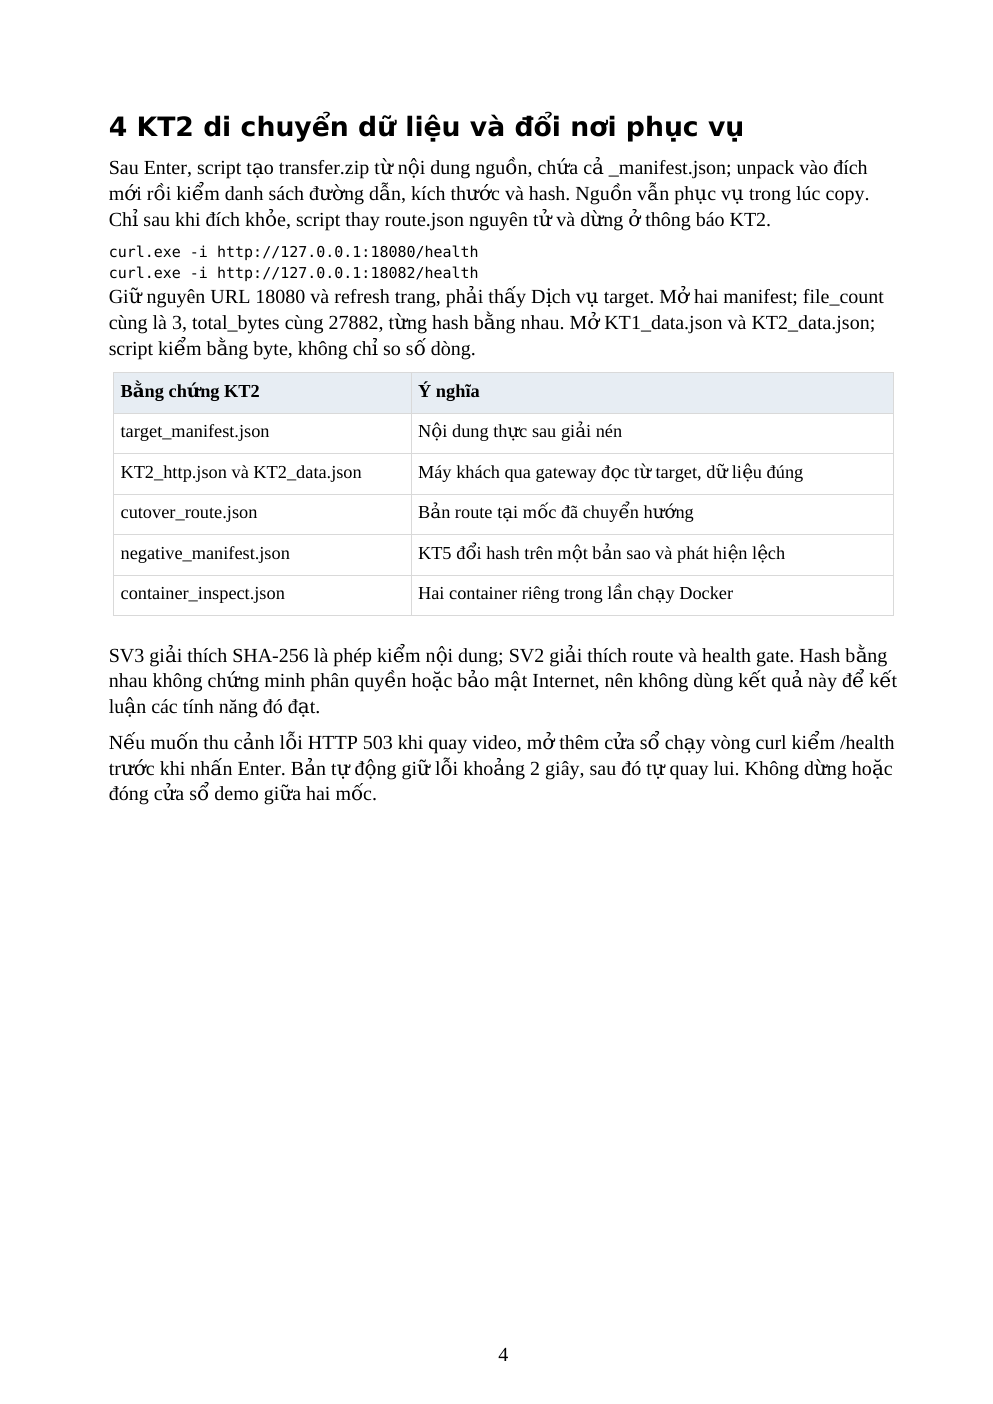 4 KT2 di chuyển dữ liệu và đổi nơi phục vụ
Sau Enter, script tạo transfer.zip từ nội dung nguồn, chứa cả _manifest.json; unpack vào đích
mới rồi kiểm danh sách đường dẫn, kích thước và hash. Nguồn vẫn phục vụ trong lúc copy.
Chỉ sau khi đích khỏe, script thay route.json nguyên tử và dừng ở thông báo KT2.
curl.exe -i http://127.0.0.1:18080/health
curl.exe -i http://127.0.0.1:18082/health
Giữ nguyên URL 18080 và refresh trang, phải thấy Dịch vụ target. Mở hai manifest; file_count
cùng là 3, total_bytes cùng 27882, từng hash bằng nhau. Mở KT1_data.json và KT2_data.json;
script kiểm bằng byte, không chỉ so số dòng.
Bằng chứng KT2 Ý nghĩa
target_manifest.json Nội dung thực sau giải nén
KT2_http.json và KT2_data.json Máy khách qua gateway đọc từ target, dữ liệu đúng
cutover_route.json Bản route tại mốc đã chuyển hướng
negative_manifest.json KT5 đổi hash trên một bản sao và phát hiện lệch
container_inspect.json Hai container riêng trong lần chạy Docker
SV3 giải thích SHA-256 là phép kiểm nội dung; SV2 giải thích route và health gate. Hash bằng
nhau không chứng minh phân quyền hoặc bảo mật Internet, nên không dùng kết quả này để kết
luận các tính năng đó đạt.
Nếu muốn thu cảnh lỗi HTTP 503 khi quay video, mở thêm cửa sổ chạy vòng curl kiểm /health
trước khi nhấn Enter. Bản tự động giữ lỗi khoảng 2 giây, sau đó tự quay lui. Không dừng hoặc
đóng cửa sổ demo giữa hai mốc.
4